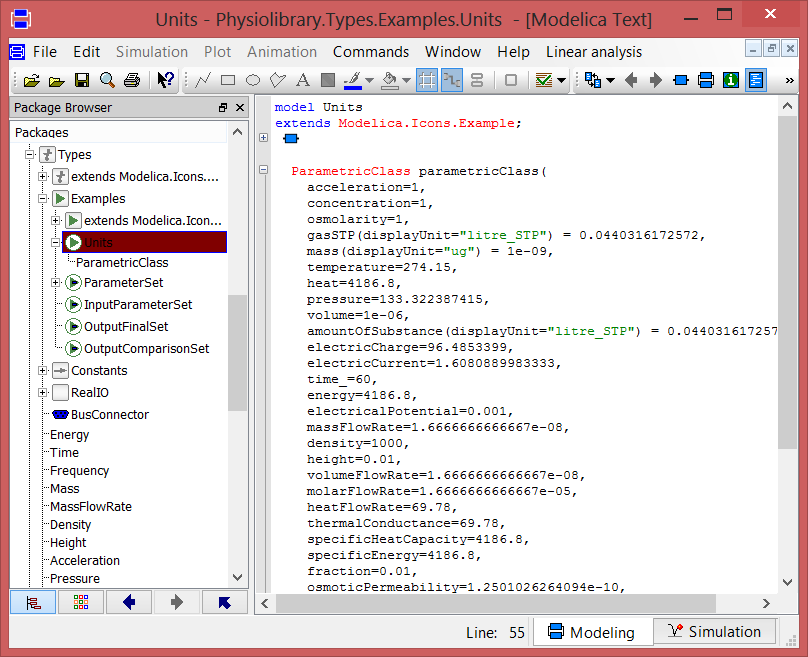 Units - Physiolibrary.Types.Examples.Units - [Modelica Text]
File Edit Simulation Plot Animation Commands Window Help Linear analysis
Package Browser
Packages
Types
extends Modelica.Icons....
Examples
extends Modelica.Icon...
Units
ParametricClass
ParameterSet
InputParameterSet
OutputFinalSet
OutputComparisonSet
Constants
RealIO
BusConnector
Energy
Time
Frequency
Mass
MassFlowRate
Density
Height
Acceleration
Pressure
model Units
extends Modelica.Icons.Example;
ParametricClass parametricClass(
acceleration=1,
concentration=1,
osmolarity=1,
gasSTP(displayUnit="litre_STP") = 0.0440316172572,
mass(displayUnit="ug") = 1e-09,
temperature=274.15,
heat=4186.8,
pressure=133.322387415,
volume=1e-06,
amountOfSubstance(displayUnit="litre_STP") = 0.04403161725
electricCharge=96.4853399,
electricCurrent=1.6080889983333,
time_=60,
energy=4186.8,
electricalPotential=0.001,
massFlowRate=1.6666666666667e-08,
density=1000,
height=0.01,
volumeFlowRate=1.6666666666667e-08,
molarFlowRate=1.6666666666667e-05,
heatFlowRate=69.78,
thermalConductance=69.78,
specificHeatCapacity=4186.8,
specificEnergy=4186.8,
fraction=0.01,
osmoticPermeability=1.2501026264094e-10,
Line: 55 Modeling Simulation